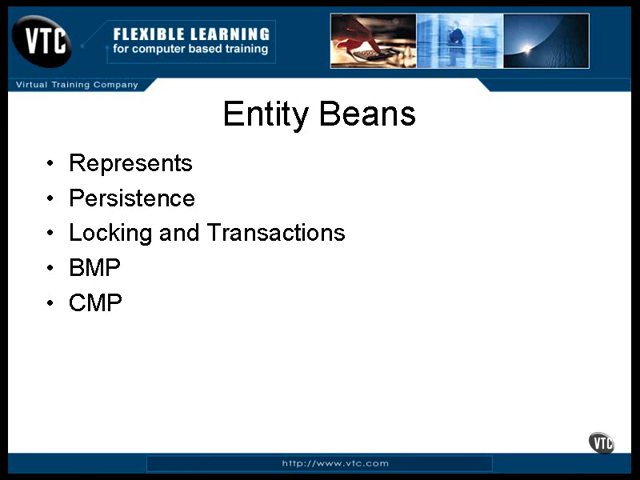 VTC
FLEXIBLE LEARNING
for computer based training
Virtual Training Company
Entity Beans
• Represents
• Persistence
• Locking and Transactions
• BMP
• CMP
VTC
http://www.vtc.com